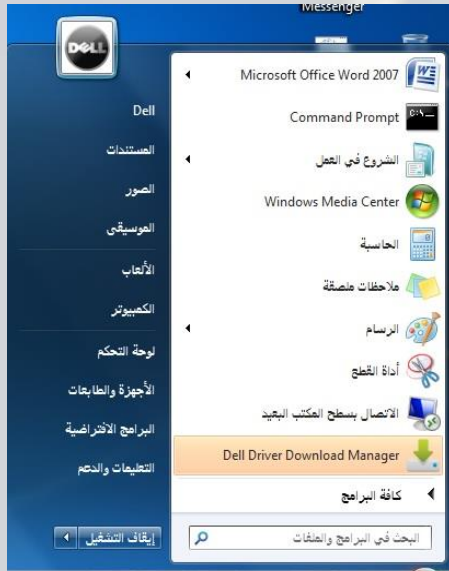 Messenger
Microsoft Office Word 2007
Command Prompt
C:\
الشروع في العمل
Windows Media Center
الحاسبة
ملاحظات ملصقة
الرسام
أداة القطع
الاتصال بسطح المكتب البعيد
Dell Driver Download Manager
كافة البرامج
البحث في البرامج والملفات
DELL
Dell
المستندات
الصور
الموسيقى
الألعاب
الكمبيوتر
لوحة التحكم
الأجهزة والطابعات
البرامج الافتراضية
التعليمات والدعم
إيقاف التشغيل